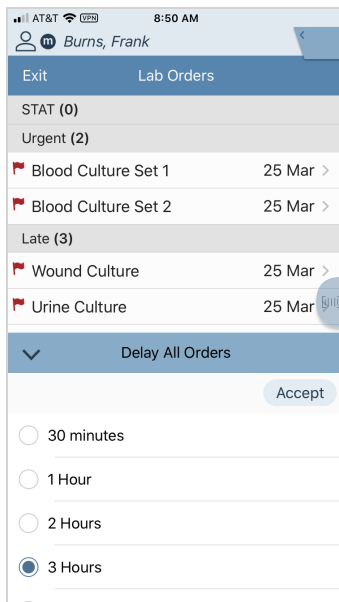 AT&T VPN 8:50 AM
m Burns, Frank
Exit Lab Orders
STAT (0)
Urgent (2)
Blood Culture Set 1 25 Mar
Blood Culture Set 2 25 Mar
Late (3)
Wound Culture 25 Mar
Urine Culture 25 Mar
Delay All Orders
Accept
30 minutes
1 Hour
2 Hours
3 Hours